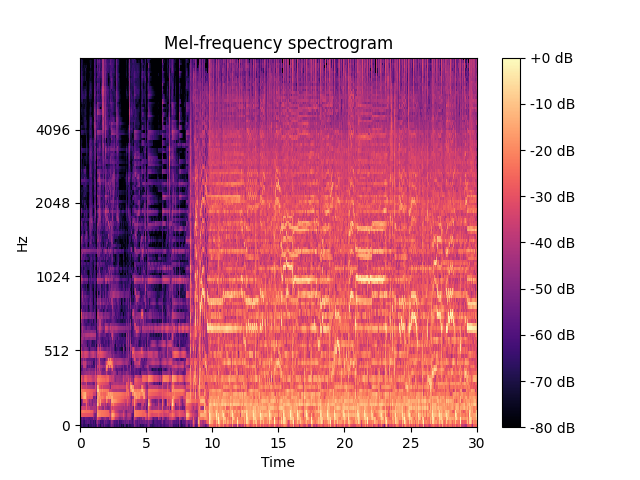 Mel-frequency spectrogram
+0 dB
-10 dB
4096
-20 dB
2048
-30 dB
Hz
-40 dB
1024
-50 dB
512
-60 dB
-70 dB
0
-80 dB
0 5 10 15 20 25 30
Time